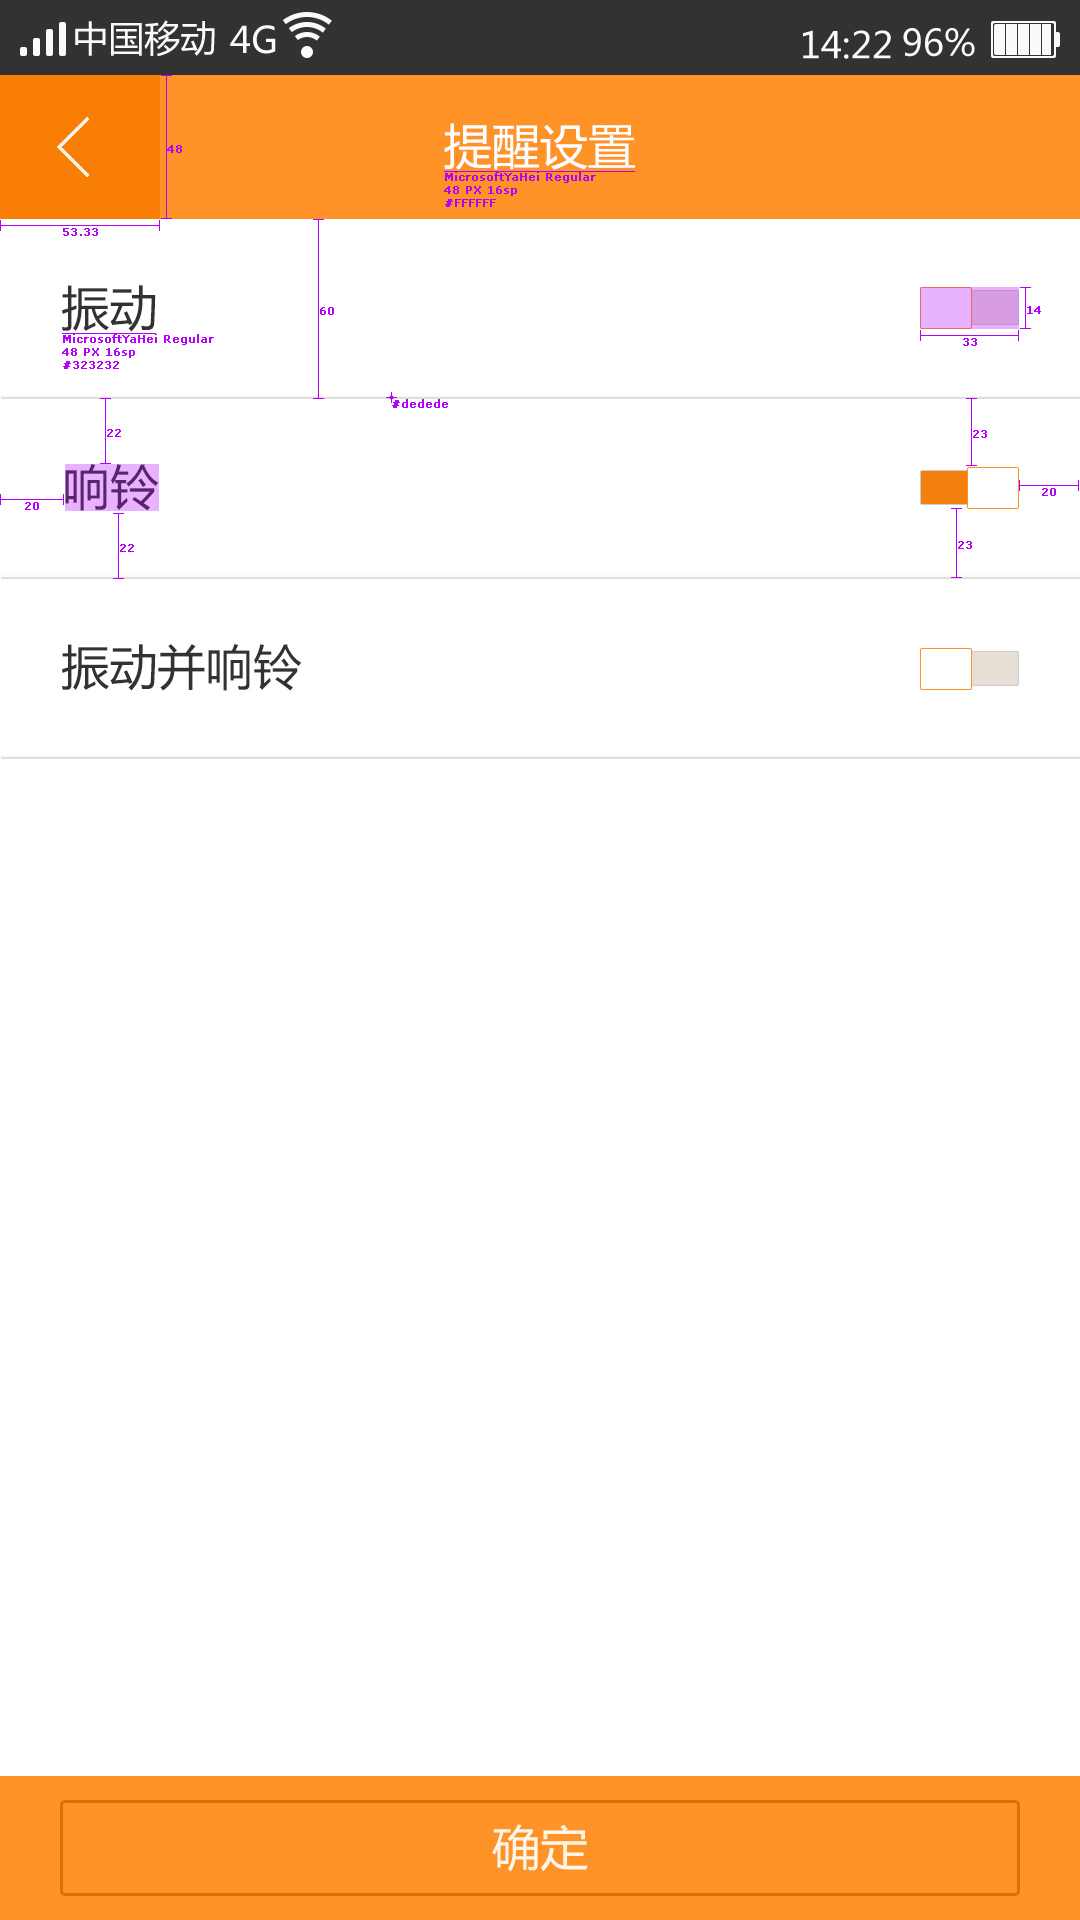 中国移动 4G 14:22 96%
提醒设置
48
MicrosoftYaHei Regular
48 PX 16sp
#FFFFFF
53.33
振动
60
14
MicrosoftYaHei Regular
48 PX 16sp
#323232
33
#dedede
22
23
响铃
20
20
22
23
振动并响铃
确定